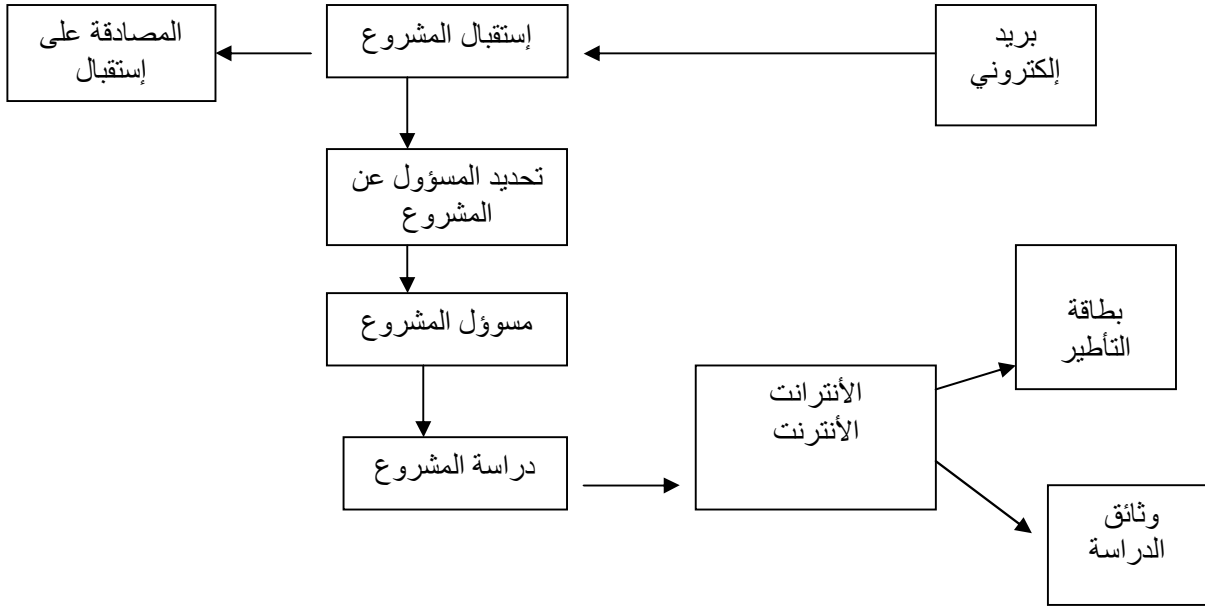 بريد
إلكتروني
إستقبال المشروع
المصادقة على
إستقبال
تحديد المسؤول عن
المشروع
مسوؤل المشروع
دراسة المشروع
الأنترانت
الأنترنت
بطاقة
التأطير
وثائق
الدراسة